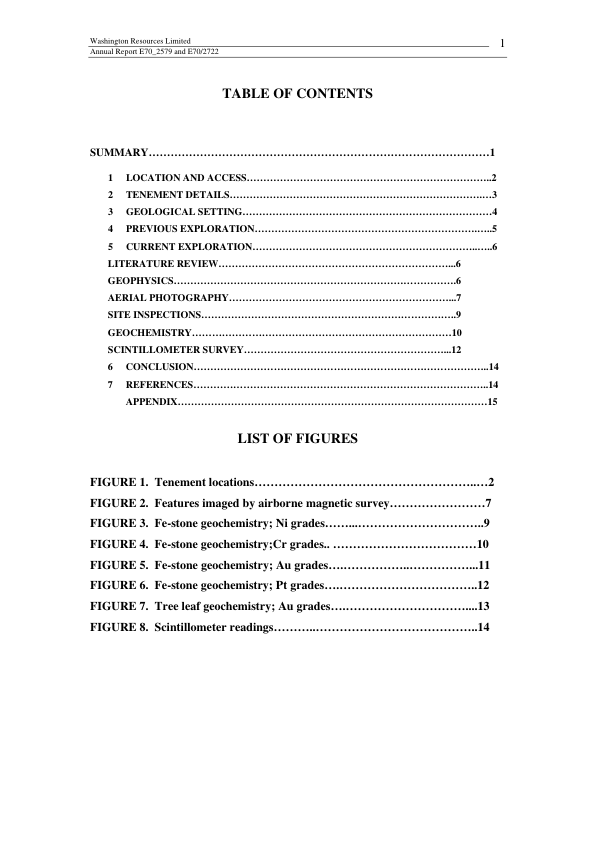 Washington Resources Limited
1
Annual Report E70_2579 and E70/2722
TABLE OF CONTENTS
SUMMARY…………………………………………………………………………………1
1 LOCATION AND ACCESS………………………………………………………………..2
2 TENEMENT DETAILS………………………………………………………………….…3
3 GEOLOGICAL SETTING…………………………………………………………………4
4 PREVIOUS EXPLORATION………………………………………………………….…..5
5 CURRENT EXPLORATION………………………………………………………….…..6
LITERATURE REVIEW……………………………………………………………...6
GEOPHYSICS………………………………………………………………………….6
AERIAL PHOTOGRAPHY…………………………………………………………...7
SITE INSPECTIONS…………………………………………………………………..9
GEOCHEMISTRY……………………………………………………………………10
SCINTILLOMETER SURVEY……………………………………………………...12
6 CONCLUSION……………………………………………………………………………..14
7 REFERENCES……………………………………………………………………………..14
APPENDIX…………………………………………………………………………………15
LIST OF FIGURES
FIGURE 1. Tenement locations………………………………………………..…2
FIGURE 2. Features imaged by airborne magnetic survey……………………7
FIGURE 3. Fe-stone geochemistry; Ni grades……...…………………………..9
FIGURE 4. Fe-stone geochemistry;Cr grades.. ………………………………10
FIGURE 5. Fe-stone geochemistry; Au grades….……………..……………...11
FIGURE 6. Fe-stone geochemistry; Pt grades….……………………………..12
FIGURE 7. Tree leaf geochemistry; Au grades….…………………………....13
FIGURE 8. Scintillometer readings………..…………………………………..14